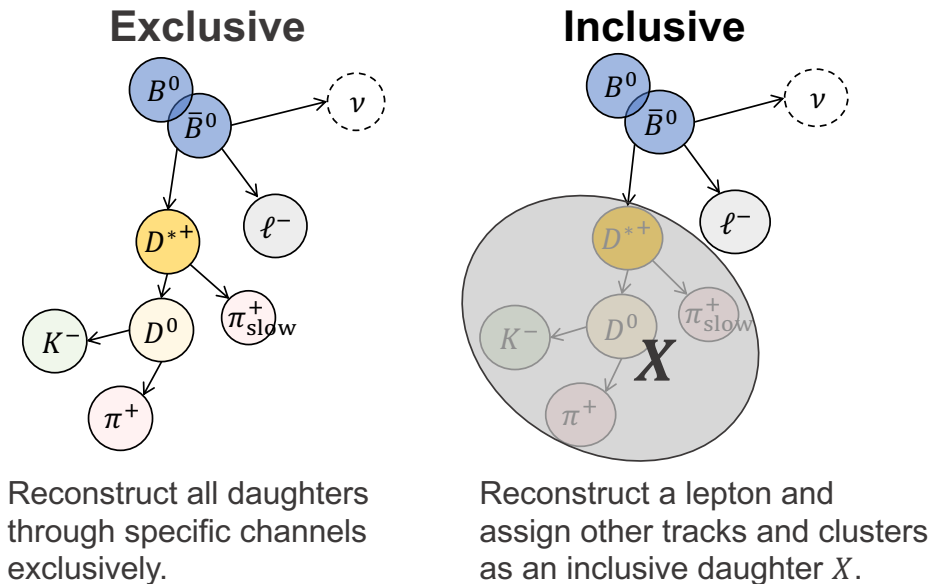 Exclusive
B⁰
B̄⁰
ν
ℓ⁻
D*⁺
π⁺slow
D⁰
K⁻
π⁺
Reconstruct all daughters
through specific channels
exclusively.
Inclusive
B⁰
B̄⁰
ν
ℓ⁻
D*⁺
π⁺slow
D⁰
K⁻
X
π⁺
Reconstruct a lepton and
assign other tracks and clusters
as an inclusive daughter X.